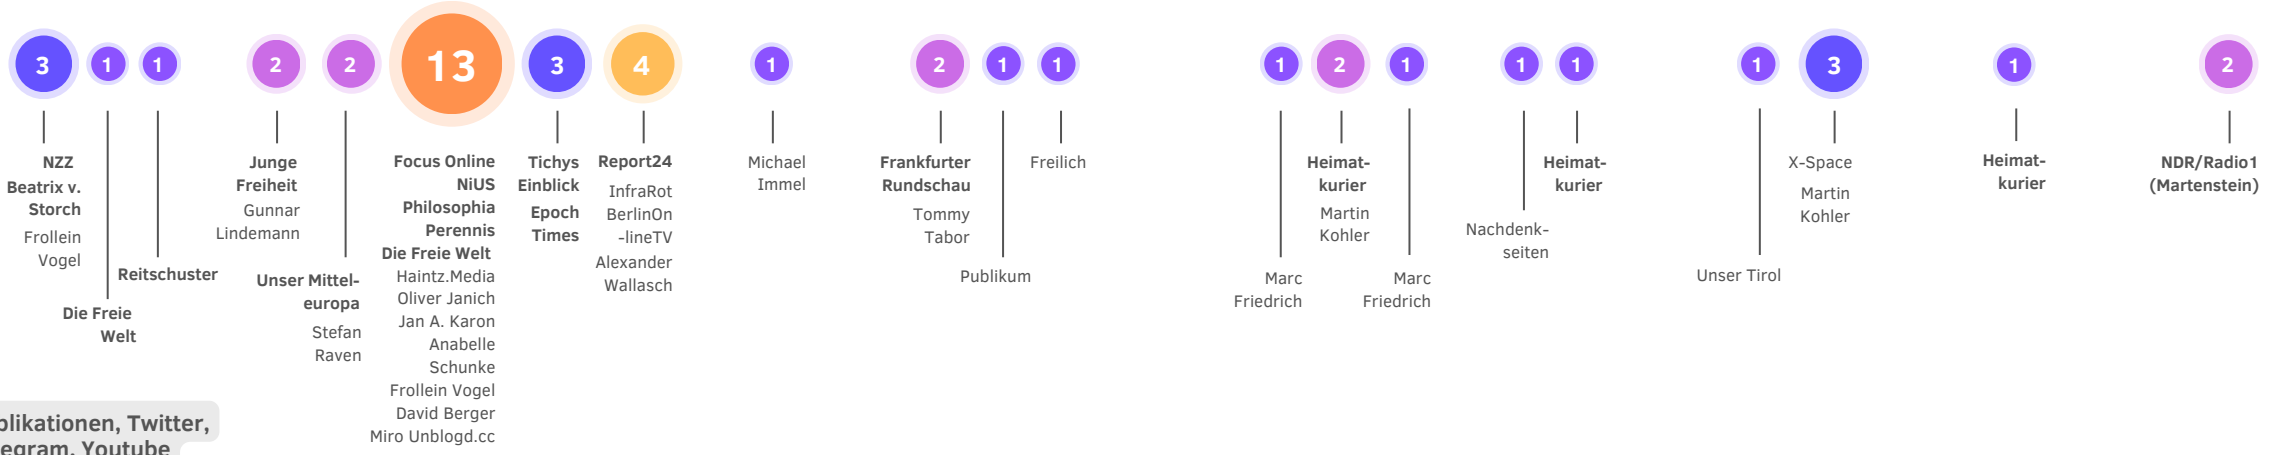 3
1
1
2
2
13
3
4
1
2
1
1
1
2
1
1
1
1
3
1
2
NZZ
Beatrix v.
Storch
Frollein
Vogel
Die Freie
Welt
Reitschuster
Junge
Freiheit
Gunnar
Lindemann
Unser Mittel-
europa
Stefan
Raven
Focus Online
NiUS
Philosophia
Perennis
Die Freie Welt
Haintz.Media
Oliver Janich
Jan A. Karon
Anabelle
Schunke
Frollein Vogel
David Berger
Miro Unblogd.cc
Tichys
Einblick
Epoch
Times
Report24
InfraRot
BerlinOn
-lineTV
Alexander
Wallasch
Michael
Immel
Frankfurter
Rundschau
Tommy
Tabor
Publikum
Freilich
Marc
Friedrich
Heimat-
kurier
Martin
Kohler
Marc
Friedrich
Nachdenk-
seiten
Heimat-
kurier
Unser Tirol
X-Space
Martin
Kohler
Heimat-
kurier
NDR/Radio1
(Martenstein)
blikationen, Twitter,
egram, Youtube